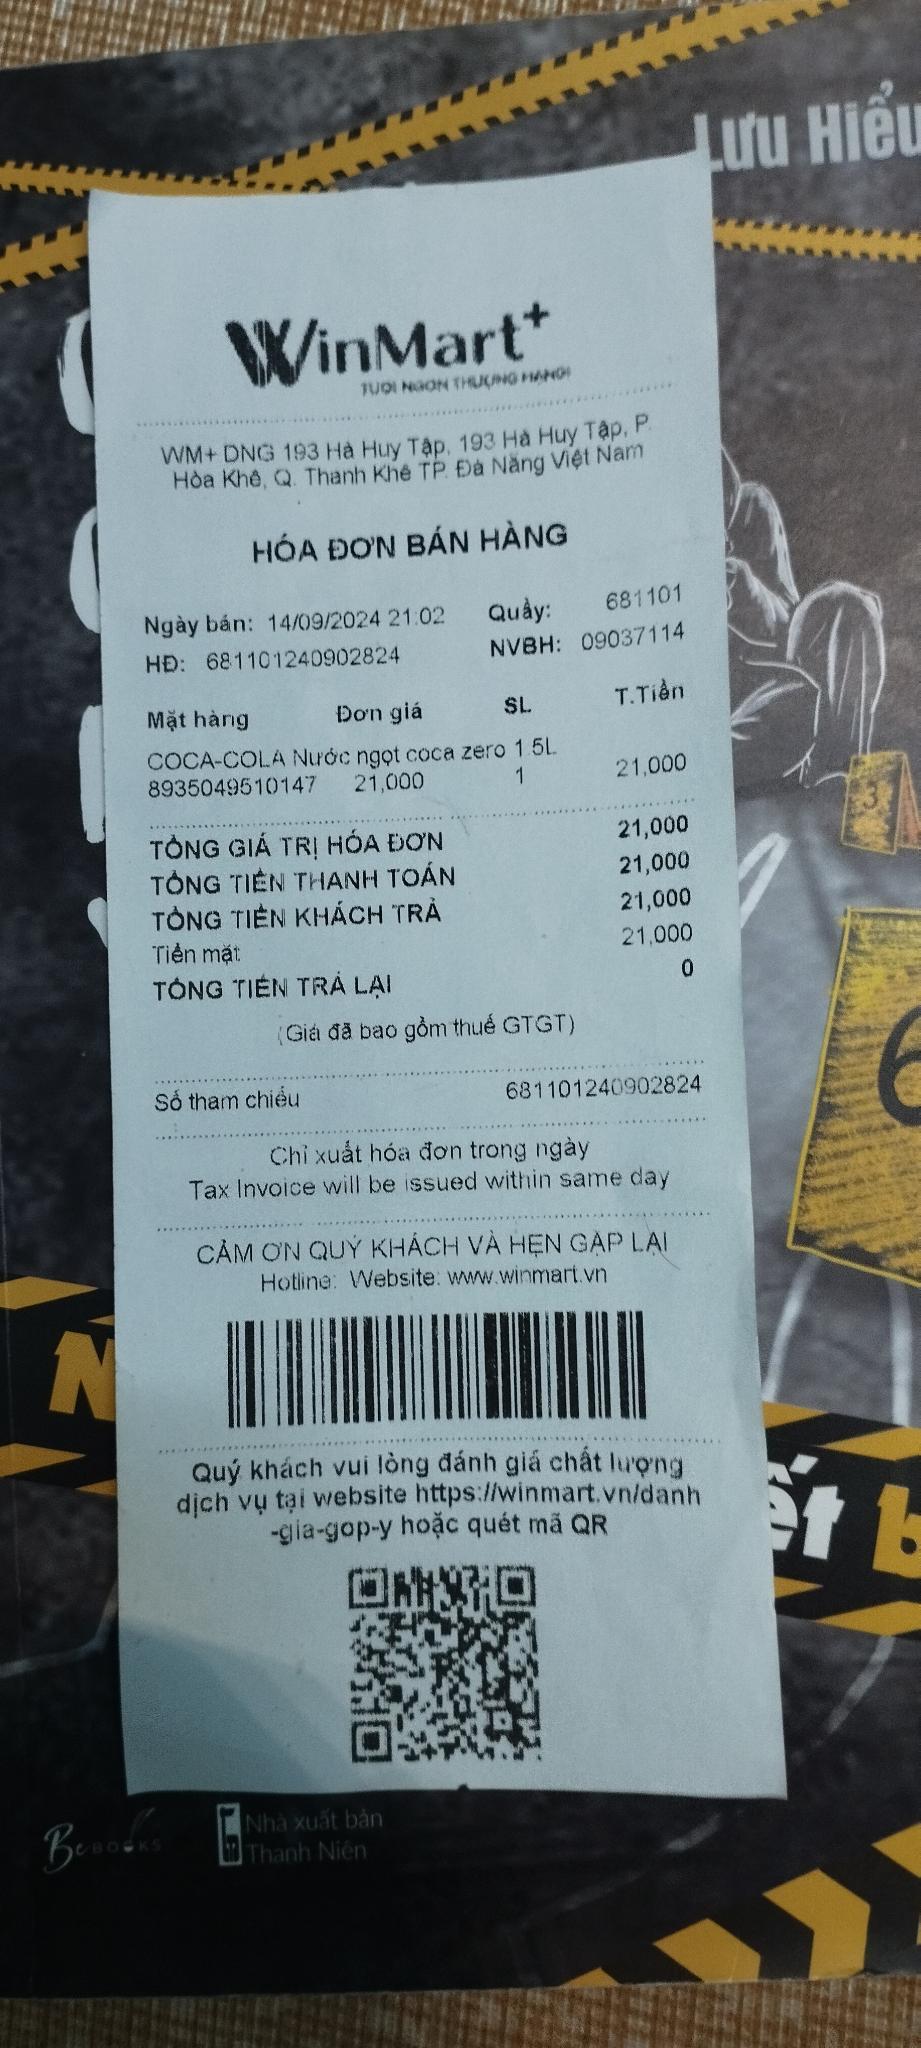 Lưu Hiểu
WinMart+
TƯƠI NGON THƯỢNG HẠNG!
WM+ DNG 193 Hà Huy Tập, 193 Hà Huy Tập, P.
Hòa Khê, Q. Thanh Khê TP. Đà Nẵng Việt Nam
HÓA ĐƠN BÁN HÀNG
Ngày bán: 14/09/2024 21:02 Quầy: 681101
HĐ: 681101240902824 NVBH: 09037114
Mặt hàng Đơn giá SL T.Tiền
COCA-COLA Nước ngọt coca zero 1.5L
8935049510147 21,000 1 21,000
TỔNG GIÁ TRỊ HÓA ĐƠN 21,000
TỔNG TIỀN THANH TOÁN 21,000
TỔNG TIỀN KHÁCH TRẢ 21,000
Tiền mặt 21,000
TỔNG TIỀN TRẢ LẠI 0
(Giá đã bao gồm thuế GTGT)
Số tham chiếu 681101240902824
Chỉ xuất hóa đơn trong ngày
Tax Invoice will be issued within same day
CẢM ƠN QUÝ KHÁCH VÀ HẸN GẶP LẠI
Hotline: Website: www.winmart.vn
Quý khách vui lòng đánh giá chất lượng
dịch vụ tại website https://winmart.vn/danh
-gia-gop-y hoặc quét mã QR
BeBOOKS
Nhà xuất bản
Thanh Niên
3
6